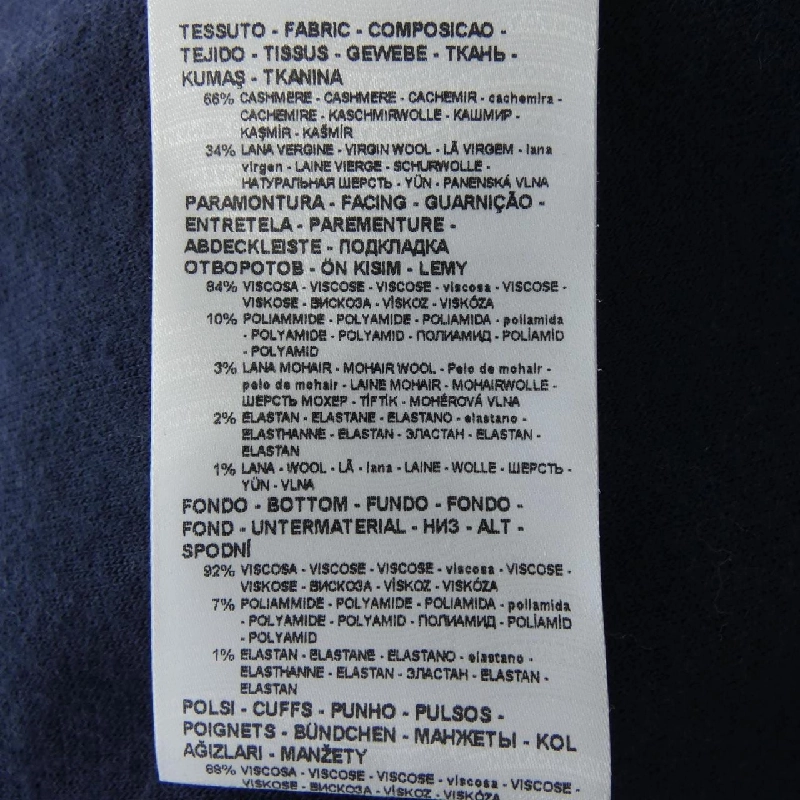 TESSUTO - FABRIC - COMPOSICAO -
TEJIDO - TISSUS - GEWEBE - ТКАНЬ -
KUMAŞ - TKANINA
66% CASHMERE - CASHMERE - CACHEMIR - cachemira -
CACHEMIRE - KASCHMIRWOLLE - КАШМИР -
KAŞMİR - KAŠMÍR
34% LANA VERGINE - VIRGIN WOOL - LÃ VIRGEM - lana
virgen - LAINE VIERGE - SCHURWOLLE -
НАТУРАЛЬНАЯ ШЕРСТЬ - YÜN - PANENSKÁ VLNA
PARAMONTURA - FACING - GUARNIÇÃO -
ENTRETELA - PAREMENTURE -
ABDECKLEISTE - ПОДКЛАДКА
ОТВОРОТОВ - ÖN KISIM - LEMY
84% VISCOSA - VISCOSE - VISCOSE - viscosa - VISCOSE -
VISKOSE - ВИСКОЗА - VİSKOZ - VISKÓZA
10% POLIAMMIDE - POLYAMIDE - POLIAMIDA - poliamida
- POLYAMIDE - POLYAMID - ПОЛИАМИД - POLİAMİD
- POLYAMID
3% LANA MOHAIR - MOHAIR WOOL - Pelo de mohair -
pelo de mohair - LAINE MOHAIR - MOHAIRWOLLE -
ШЕРСТЬ МОХЕР - TİFTİK - MOHÉROVÁ VLNA
2% ELASTAN - ELASTANE - ELASTANO - elastano -
ELASTHANNE - ELASTAN - ЭЛАСТАН - ELASTAN -
ELASTAN
1% LANA - WOOL - LÃ - lana - LAINE - WOLLE - ШЕРСТЬ -
YÜN - VLNA
FONDO - BOTTOM - FUNDO - FONDO -
FOND - UNTERMATERIAL - НИЗ - ALT -
SPODNÍ
92% VISCOSA - VISCOSE - VISCOSE - viscosa - VISCOSE -
VISKOSE - ВИСКОЗА - VİSKOZ - VISKÓZA
7% POLIAMMIDE - POLYAMIDE - POLIAMIDA - poliamida
- POLYAMIDE - POLYAMID - ПОЛИАМИД - POLİAMİD
- POLYAMID
1% ELASTAN - ELASTANE - ELASTANO - elastano -
ELASTHANNE - ELASTAN - ЭЛАСТАН - ELASTAN -
ELASTAN
POLSI - CUFFS - PUNHO - PULSOS -
POIGNETS - BÜNDCHEN - МАНЖЕТЫ - KOL
AĞIZLARI - MANŽETY
VISCOSA - VISCOSE - VISCOSE - viscosa - VISCOSE -
VISKOSE - ВИСКОЗА - VİSKOZ - VISKÓZA